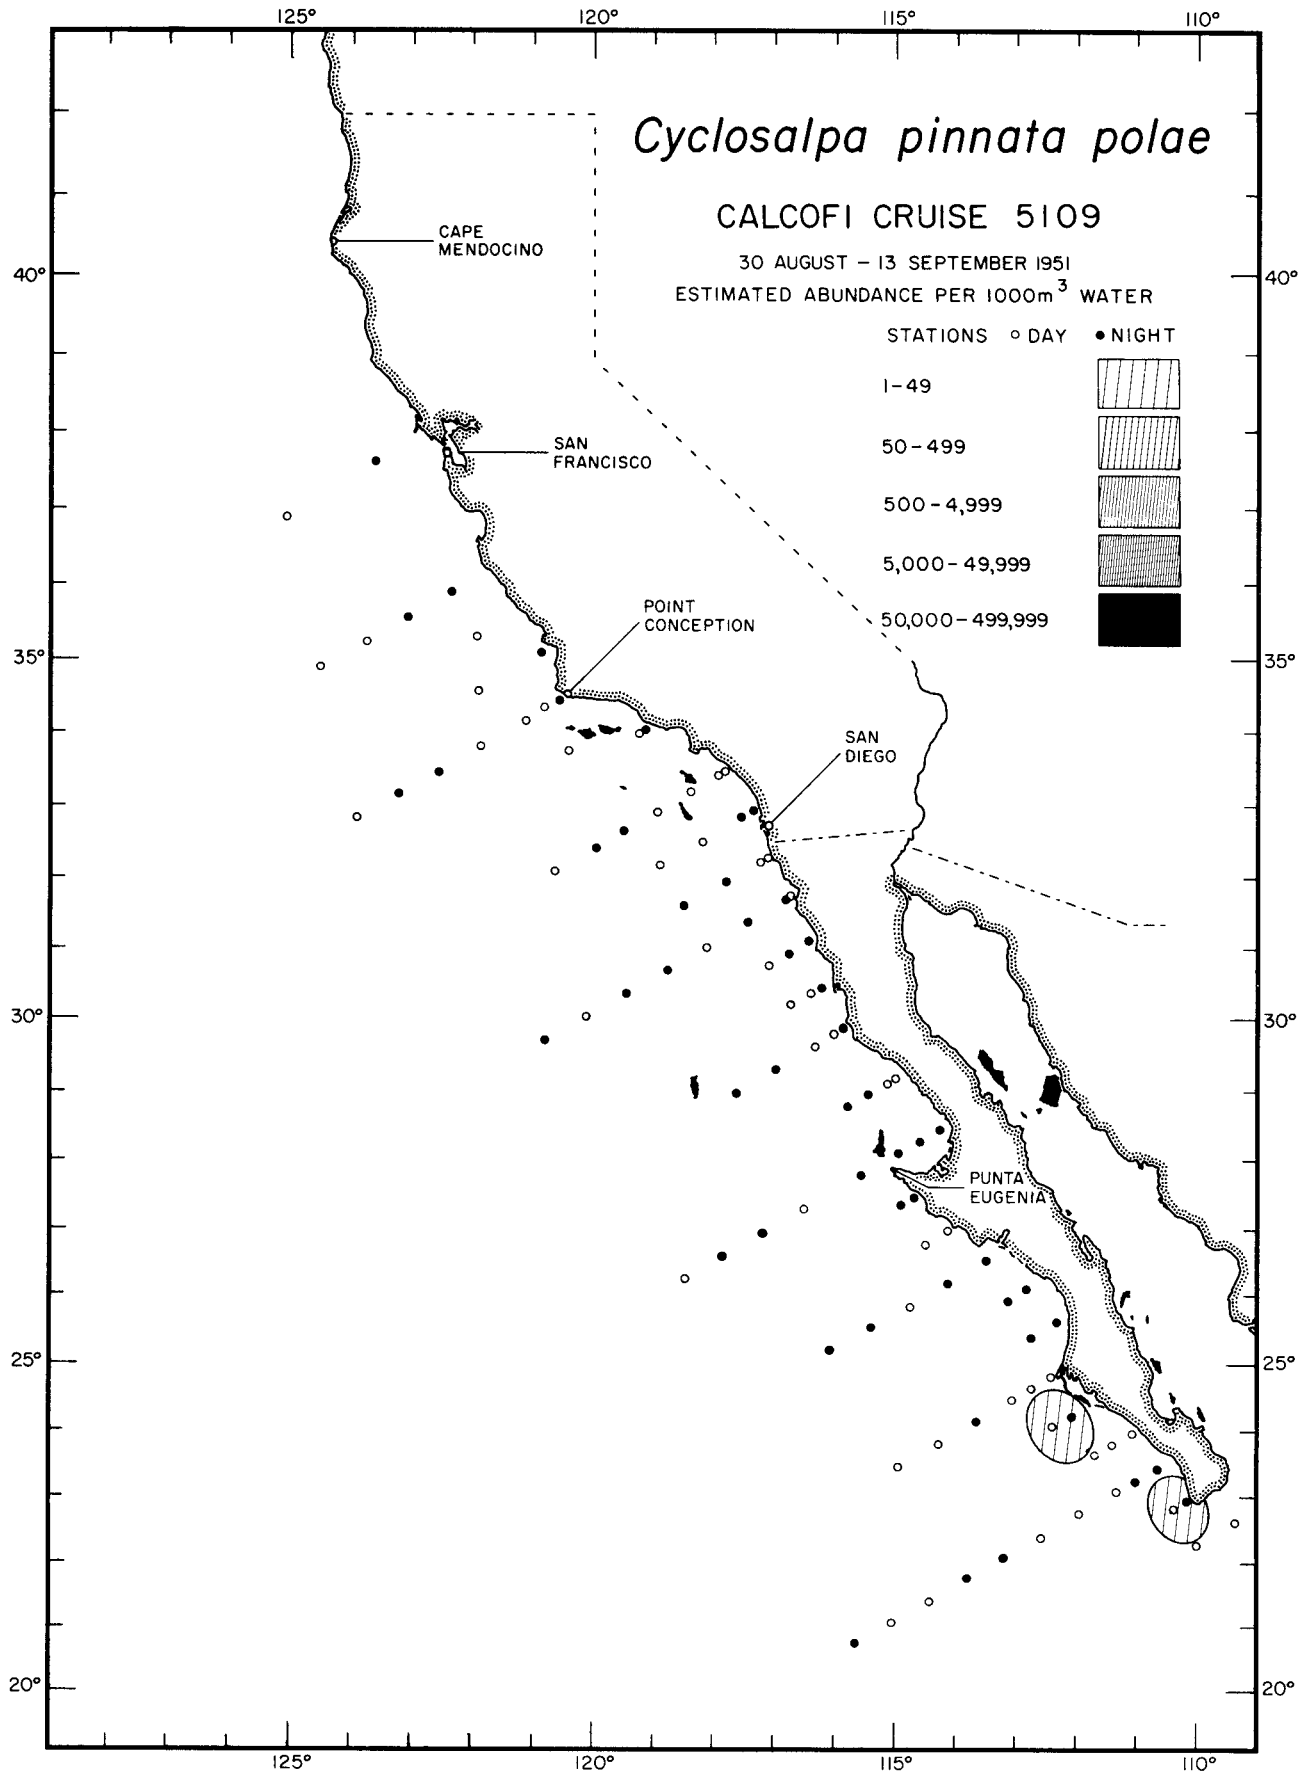 125° 120° 115° 110°
Cyclosalpa pinnata polae
CALCOFI CRUISE 5109
30 AUGUST – 13 SEPTEMBER 1951
ESTIMATED ABUNDANCE PER 1000m³ WATER
STATIONS ○ DAY ● NIGHT
1–49
50–499
500–4,999
5,000–49,999
50,000–499,999
CAPE
MENDOCINO
40° 40°
SAN
FRANCISCO
POINT
CONCEPTION
35° 35°
SAN
DIEGO
30° 30°
PUNTA
EUGENIA
25° 25°
20° 20°
125° 120° 115° 110°